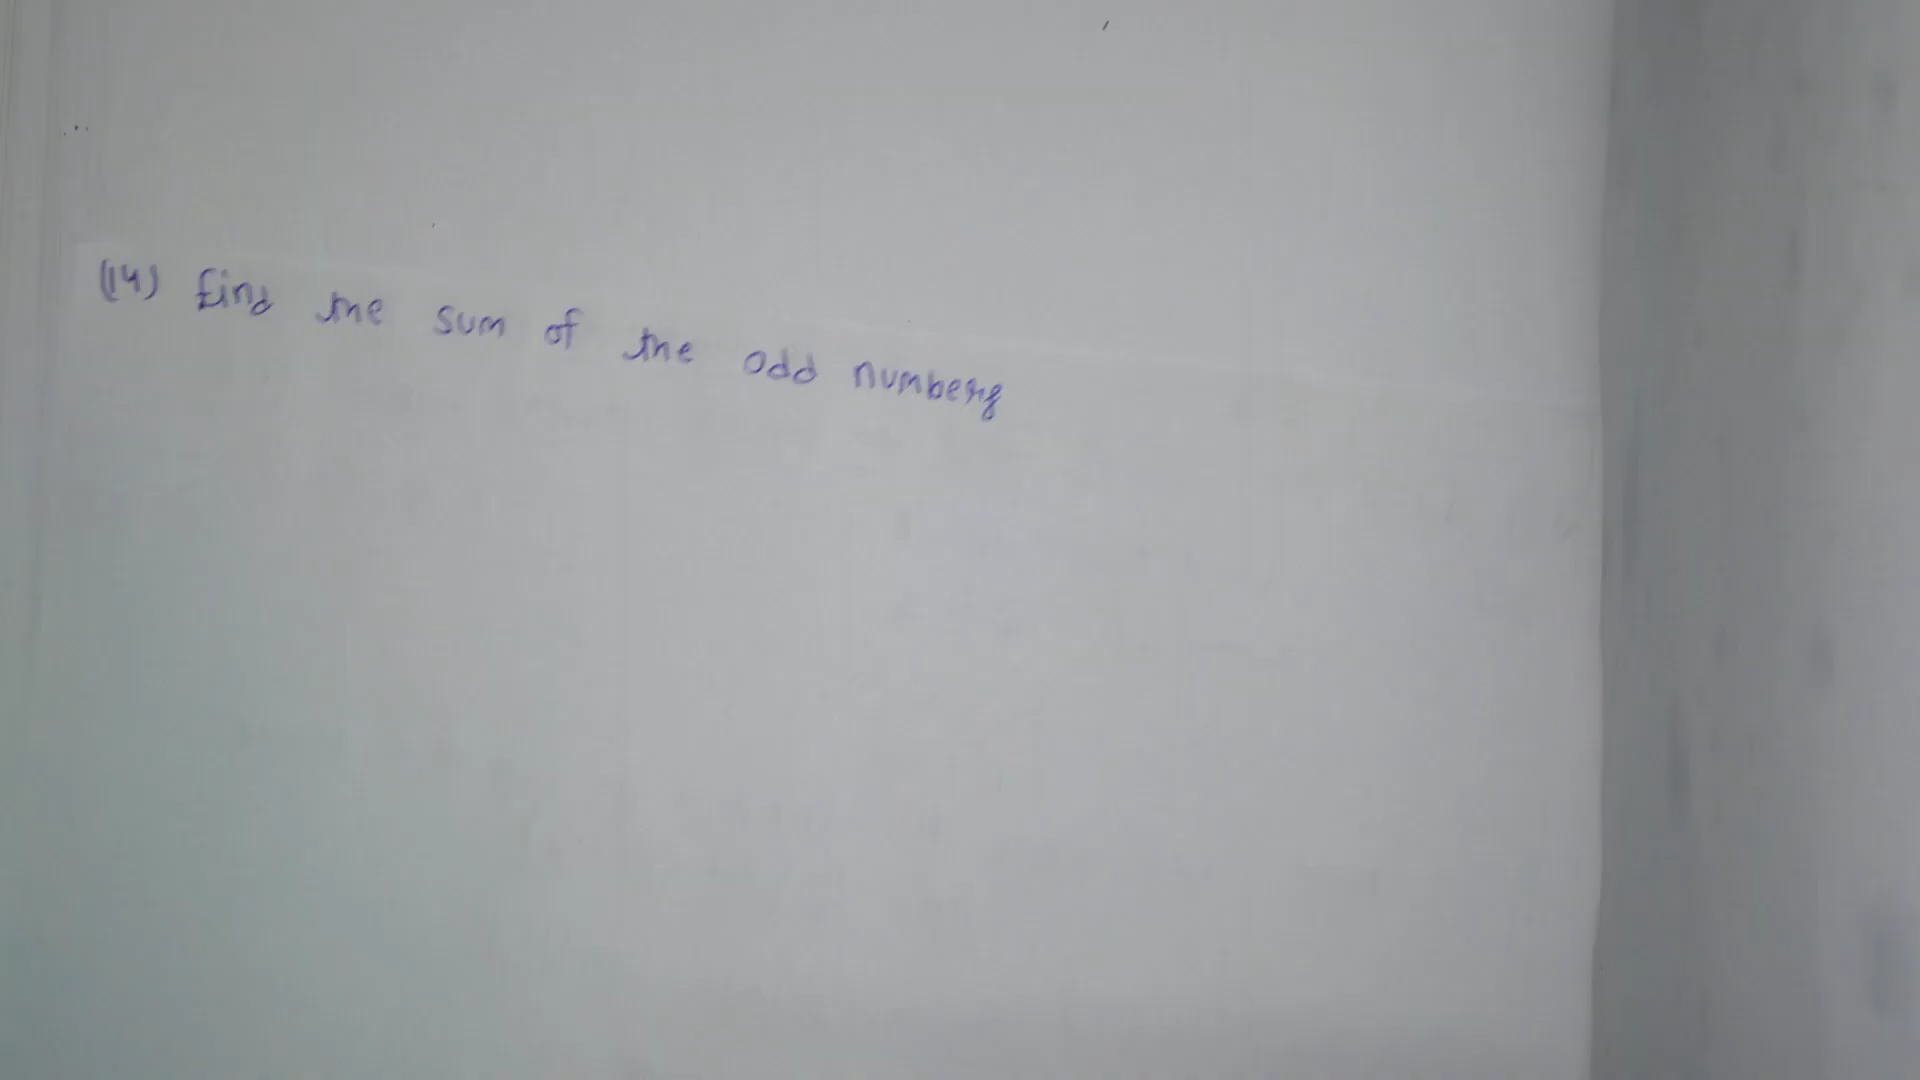 (14) find the sum of the odd numbers